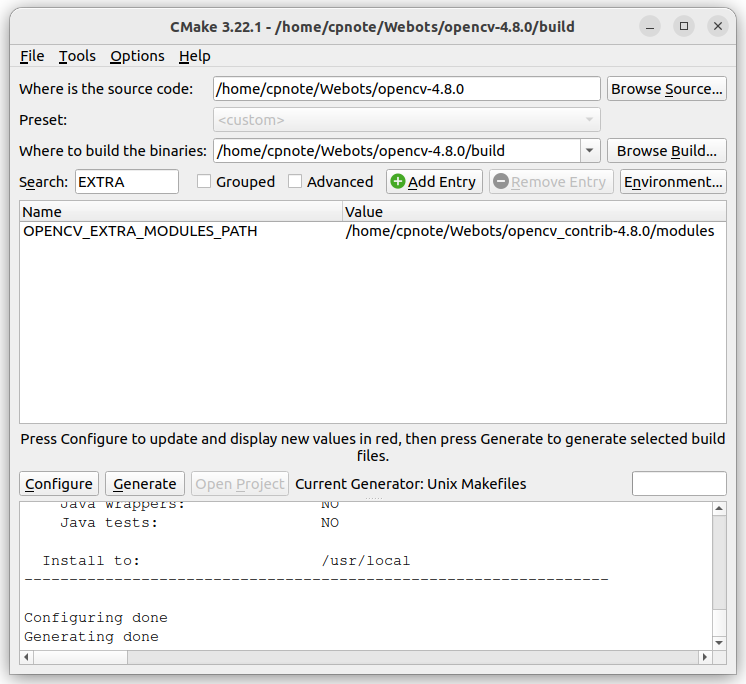 CMake 3.22.1 - /home/cpnote/Webots/opencv-4.8.0/build
File Tools Options Help
Where is the source code: /home/cpnote/Webots/opencv-4.8.0 Browse Source...
Preset: <custom>
Where to build the binaries: /home/cpnote/Webots/opencv-4.8.0/build Browse Build...
Search: EXTRA Grouped Advanced Add Entry Remove Entry Environment...
Name Value
OPENCV_EXTRA_MODULES_PATH /home/cpnote/Webots/opencv_contrib-4.8.0/modules
Press Configure to update and display new values in red, then press Generate to generate selected build
files.
Configure Generate Open Project Current Generator: Unix Makefiles
Java wrappers: NO
Java tests: NO
Install to: /usr/local
-----------------------------------------------------------------
Configuring done
Generating done